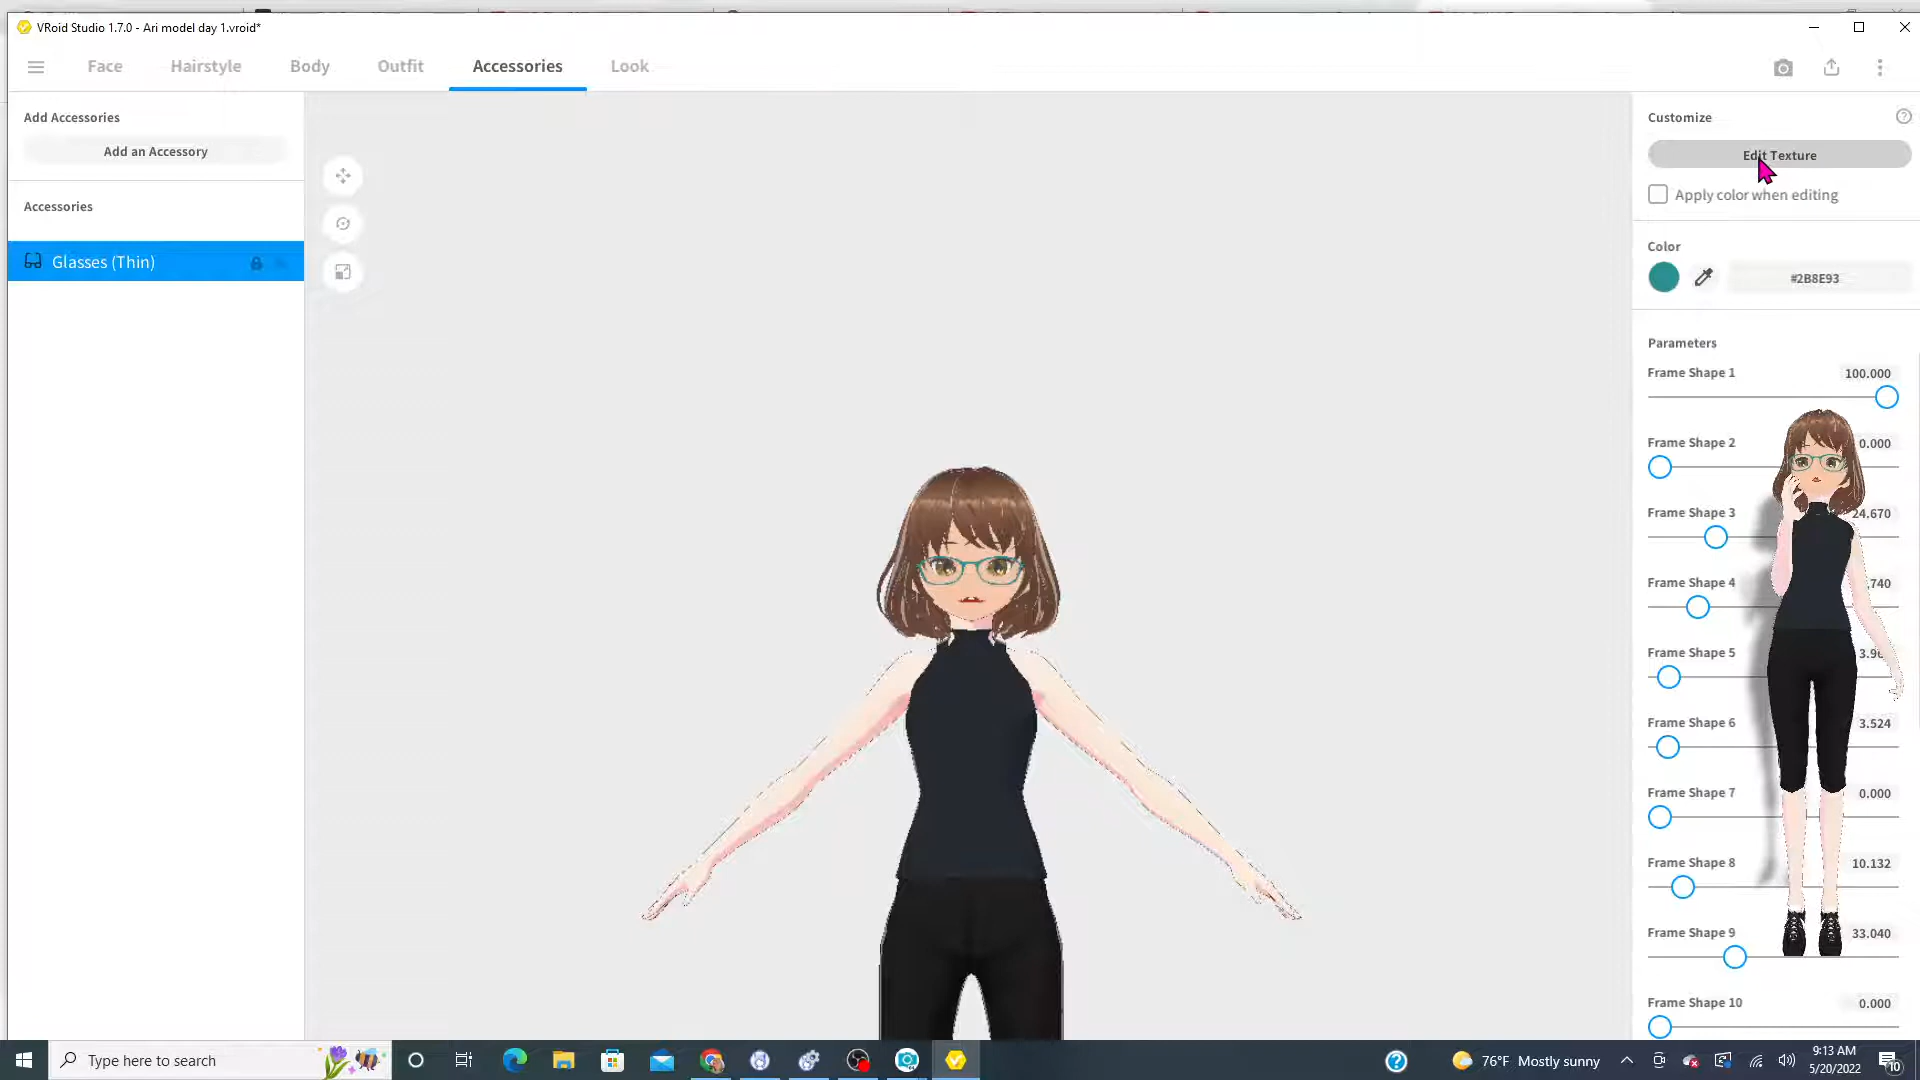 VRoid Studio 1.7.0 - Ari model day 1.vroid*
Face Hairstyle Body Outfit Accessories Look
Add Accessories
Add an Accessory
Accessories
Glasses (Thin)
Customize
Edit Texture
Apply color when editing
Color
#2B8E93
Parameters
Frame Shape 1 100.000
Frame Shape 2 0.000
Frame Shape 3 24.670
Frame Shape 4 .740
Frame Shape 5
Frame Shape 6 3.524
Frame Shape 7 0.000
Frame Shape 8 10.132
Frame Shape 9 33.040
Frame Shape 10 0.000
Type here to search
76°F Mostly sunny
9:13 AM
5/20/2022
10